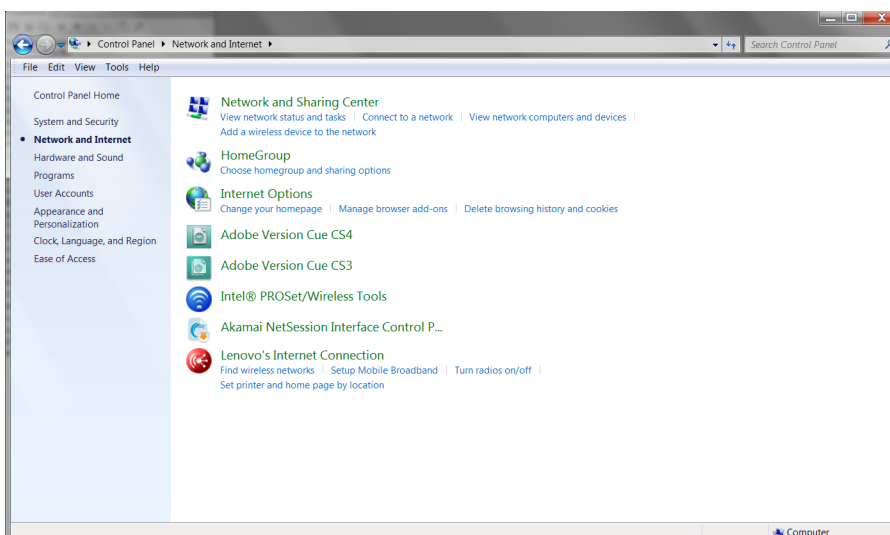 Control Panel Network and Internet
Search Control Panel
File Edit View Tools Help
Control Panel Home
System and Security
Network and Internet
Hardware and Sound
Programs
User Accounts
Appearance and
Personalization
Clock, Language, and Region
Ease of Access
Network and Sharing Center
View network status and tasks Connect to a network View network computers and devices
Add a wireless device to the network
HomeGroup
Choose homegroup and sharing options
Internet Options
Change your homepage Manage browser add-ons Delete browsing history and cookies
Adobe Version Cue CS4
Adobe Version Cue CS3
Intel® PROSet/Wireless Tools
Akamai NetSession Interface Control P...
Lenovo's Internet Connection
Find wireless networks Setup Mobile Broadband Turn radios on/off
Set printer and home page by location
Computer